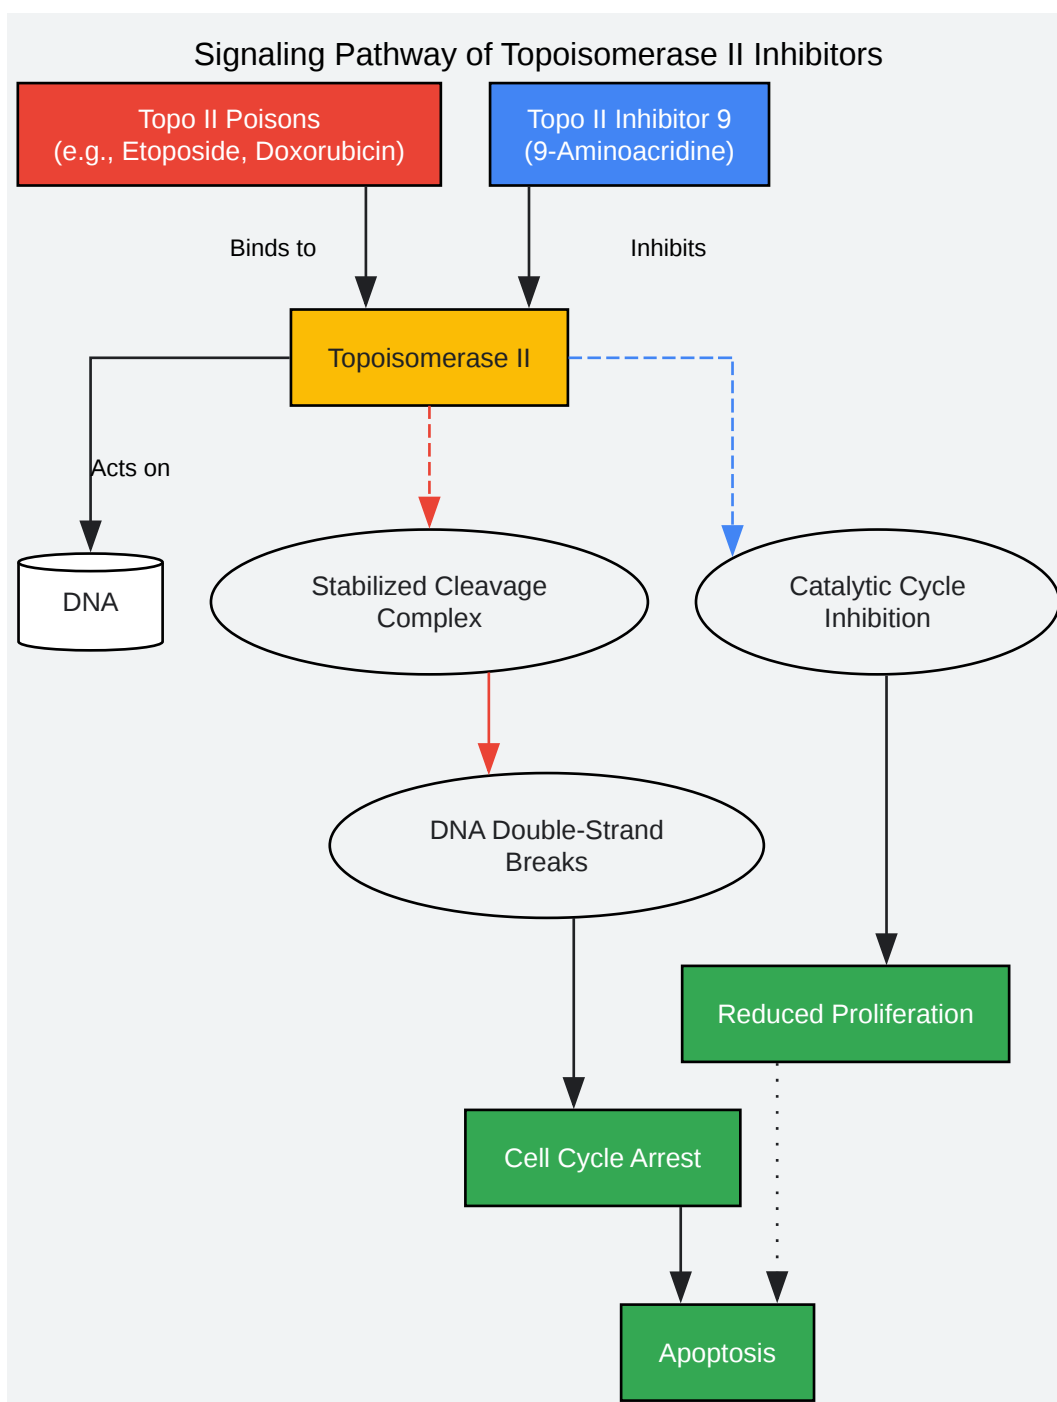 Signaling Pathway of Topoisomerase II Inhibitors
Topo II Poisons
(e.g., Etoposide, Doxorubicin)
Topo II Inhibitor 9
(9-Aminoacridine)
Binds to
Inhibits
Topoisomerase II
Acts on
DNA
Stabilized Cleavage
Complex
Catalytic Cycle
Inhibition
DNA Double-Strand
Breaks
Reduced Proliferation
Cell Cycle Arrest
Apoptosis